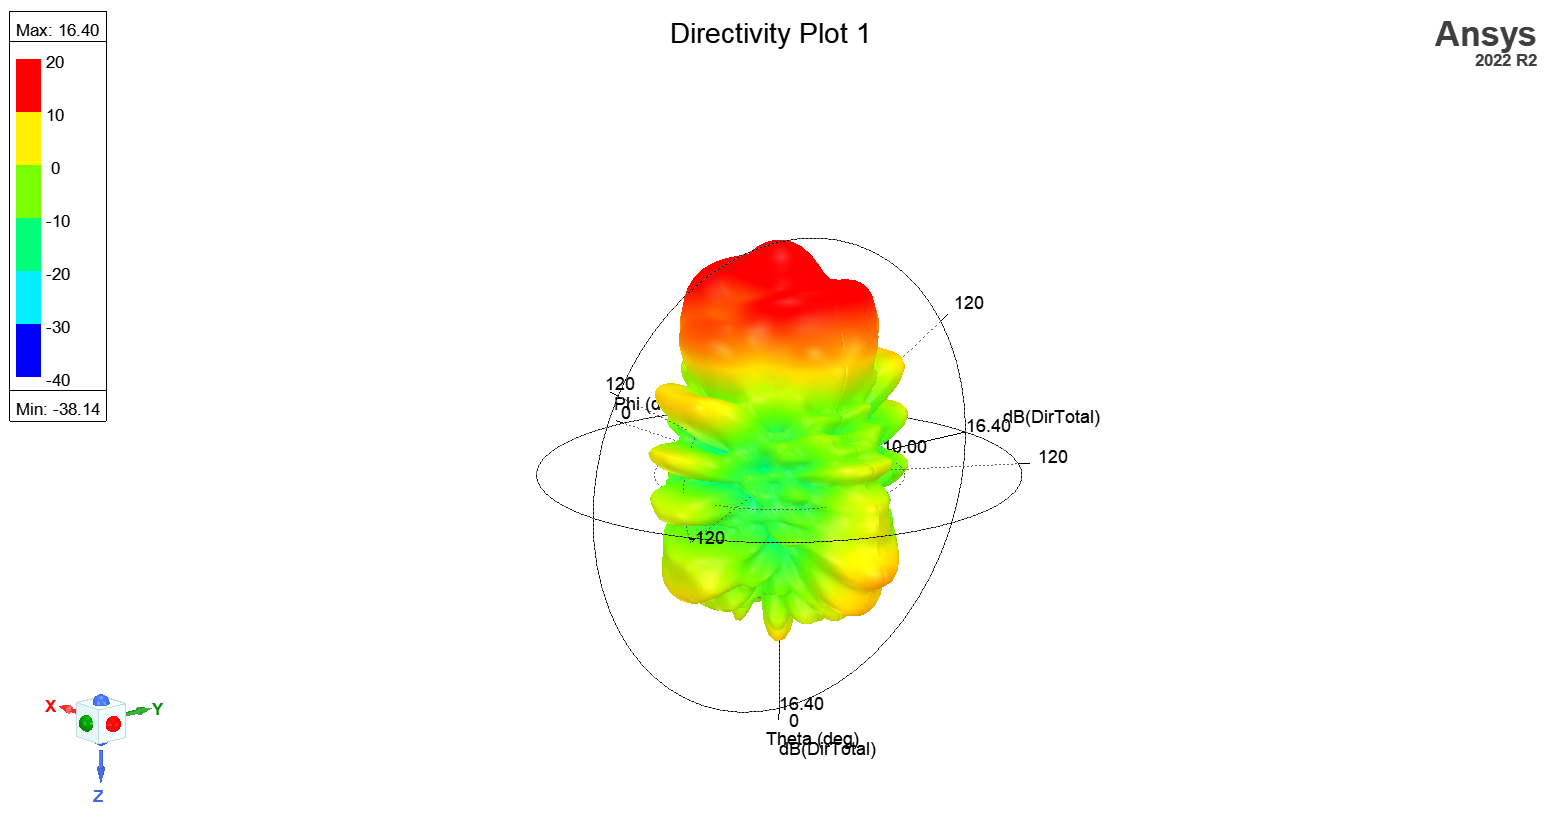 Directivity Plot 1
Ansys
2022 R2
Max: 16.40
20
10
0
-10
-20
-30
-40
Min: -38.14
120
120
Phi (d
0
16.40
dB(DirTotal)
10.00
120
-120
16.40
0
Theta (deg)
dB(DirTotal)
X
Y
Z